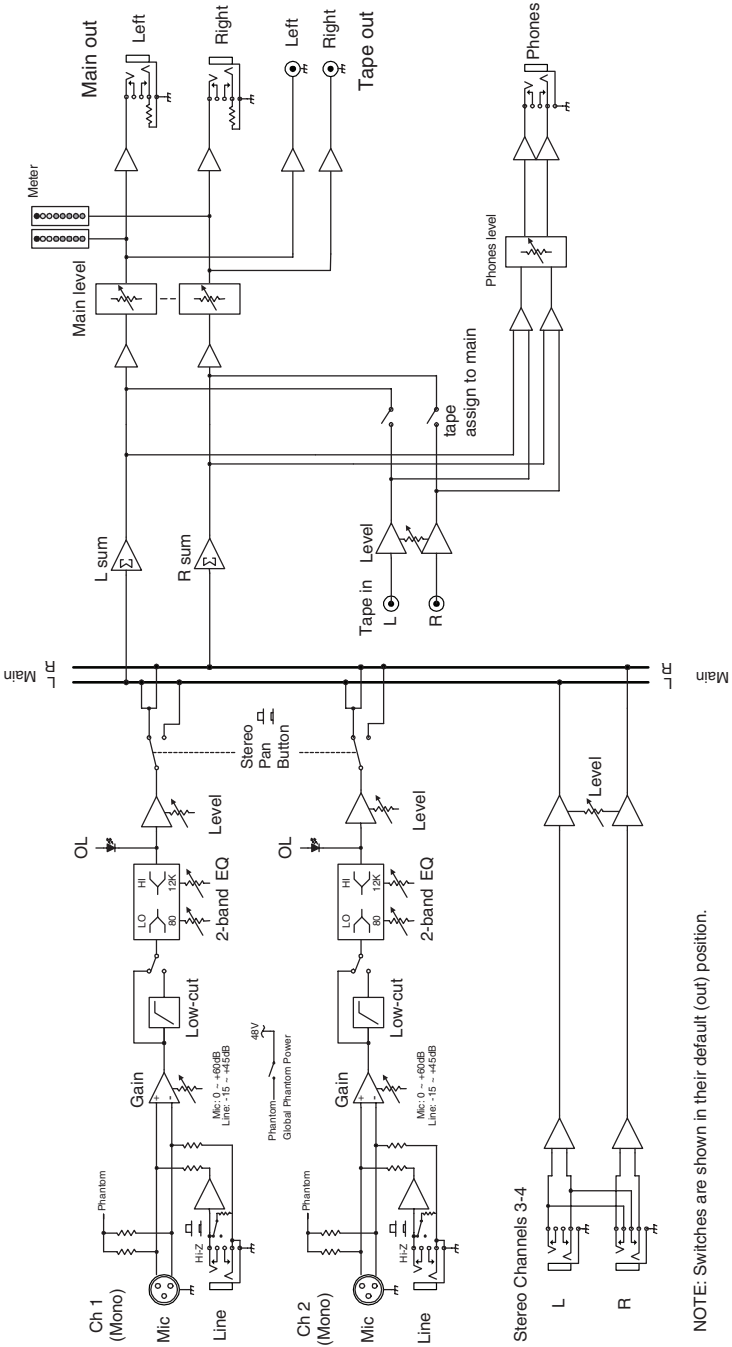 Ch 1
(Mono)
Mic
Line
Phantom
Hi-Z
Gain
+
-
Mic: 0 ~ +60dB
Line: -15 ~ +45dB
Low-cut
LO
HI
80
12K
2-band EQ
OL
Level
Phantom
48V
Global Phantom Power
Stereo
Pan
Button
Ch 2
(Mono)
Mic
Line
Phantom
Hi-Z
Gain
+
-
Mic: 0 ~ +60dB
Line: -15 ~ +45dB
Low-cut
LO
HI
80
12K
2-band EQ
OL
Level
Stereo Channels 3-4
L
R
Level
Main
L
R
Main
L
R
L sum
Σ
R sum
Σ
Tape in
L
R
Level
tape
assign to main
Main level
Meter
Main out
Left
Right
Left
Right
Tape out
Phones level
Phones
NOTE: Switches are shown in their default (out) position.